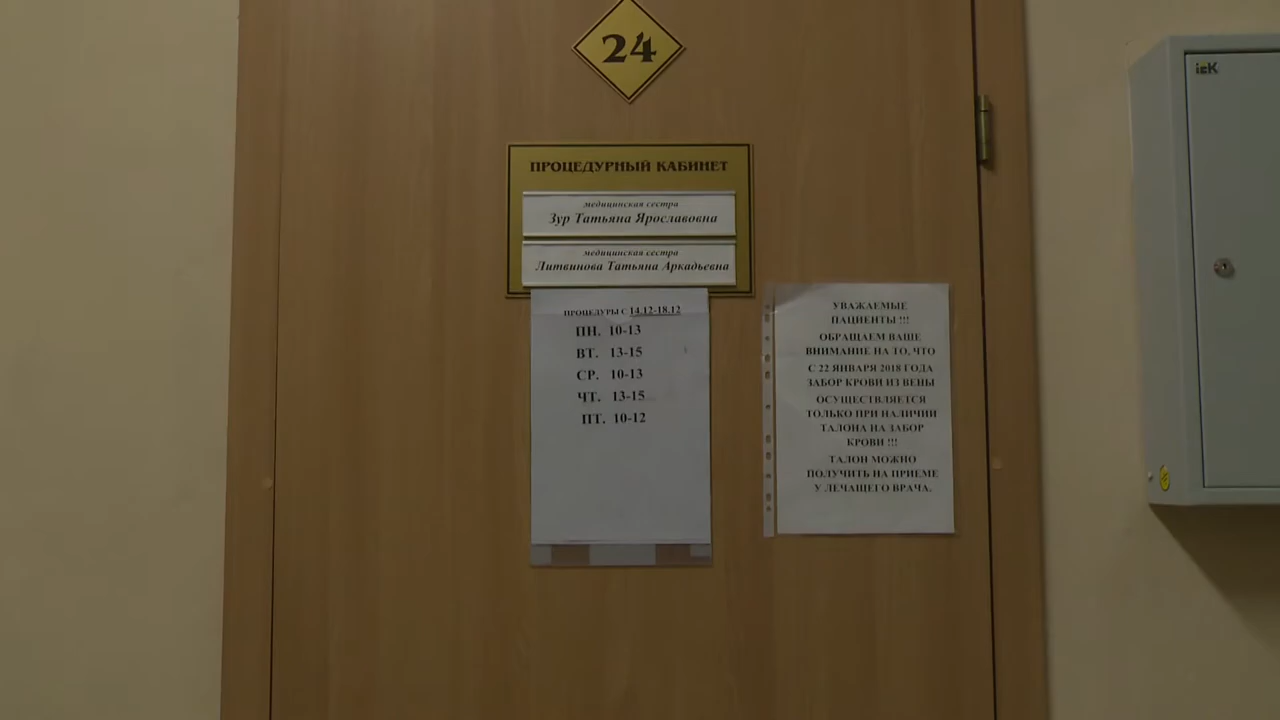 24
ПРОЦЕДУРНЫЙ КАБИНЕТ
медицинская сестра
Зур Татьяна Ярославовна
медицинская сестра
Литвинова Татьяна Аркадьевна
ПРОЦЕДУРЫ С 14.12-18.12
ПН. 10-13
ВТ. 13-15
СР. 10-13
ЧТ. 13-15
ПТ. 10-12
УВАЖАЕМЫЕ
ПАЦИЕНТЫ !!!
ОБРАЩАЕМ ВАШЕ
ВНИМАНИЕ НА ТО, ЧТО
С 22 ЯНВАРЯ 2018 ГОДА
ЗАБОР КРОВИ ИЗ ВЕНЫ
ОСУЩЕСТВЛЯЕТСЯ
ТОЛЬКО ПРИ НАЛИЧИИ
ТАЛОНА НА ЗАБОР
КРОВИ !!!
ТАЛОН МОЖНО
ПОЛУЧИТЬ НА ПРИЕМЕ
У ЛЕЧАЩЕГО ВРАЧА.
iEK